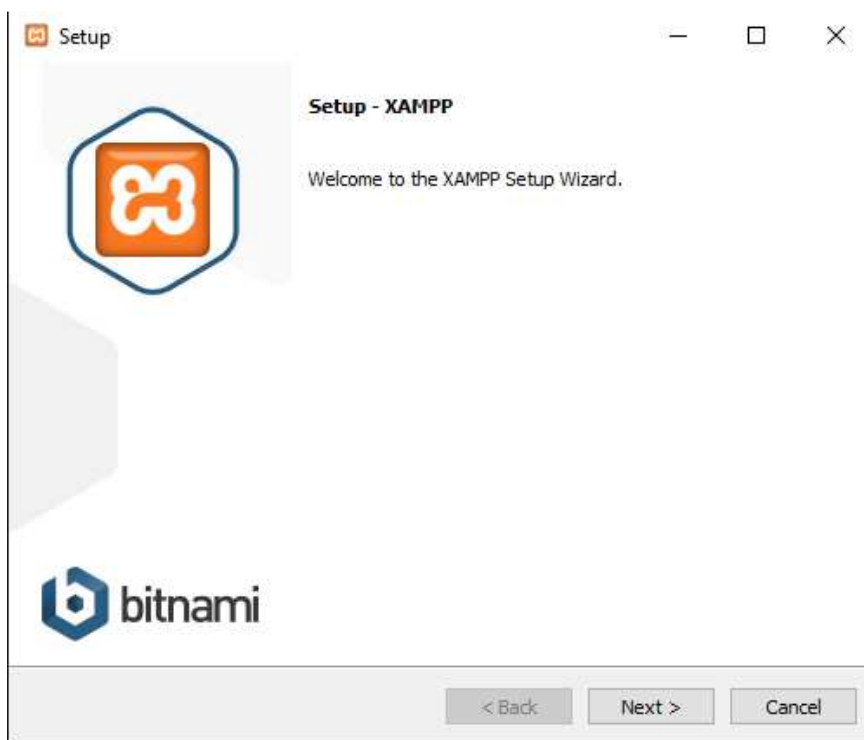 Setup
Setup - XAMPP
Welcome to the XAMPP Setup Wizard.
bitnami
< Back
Next >
Cancel